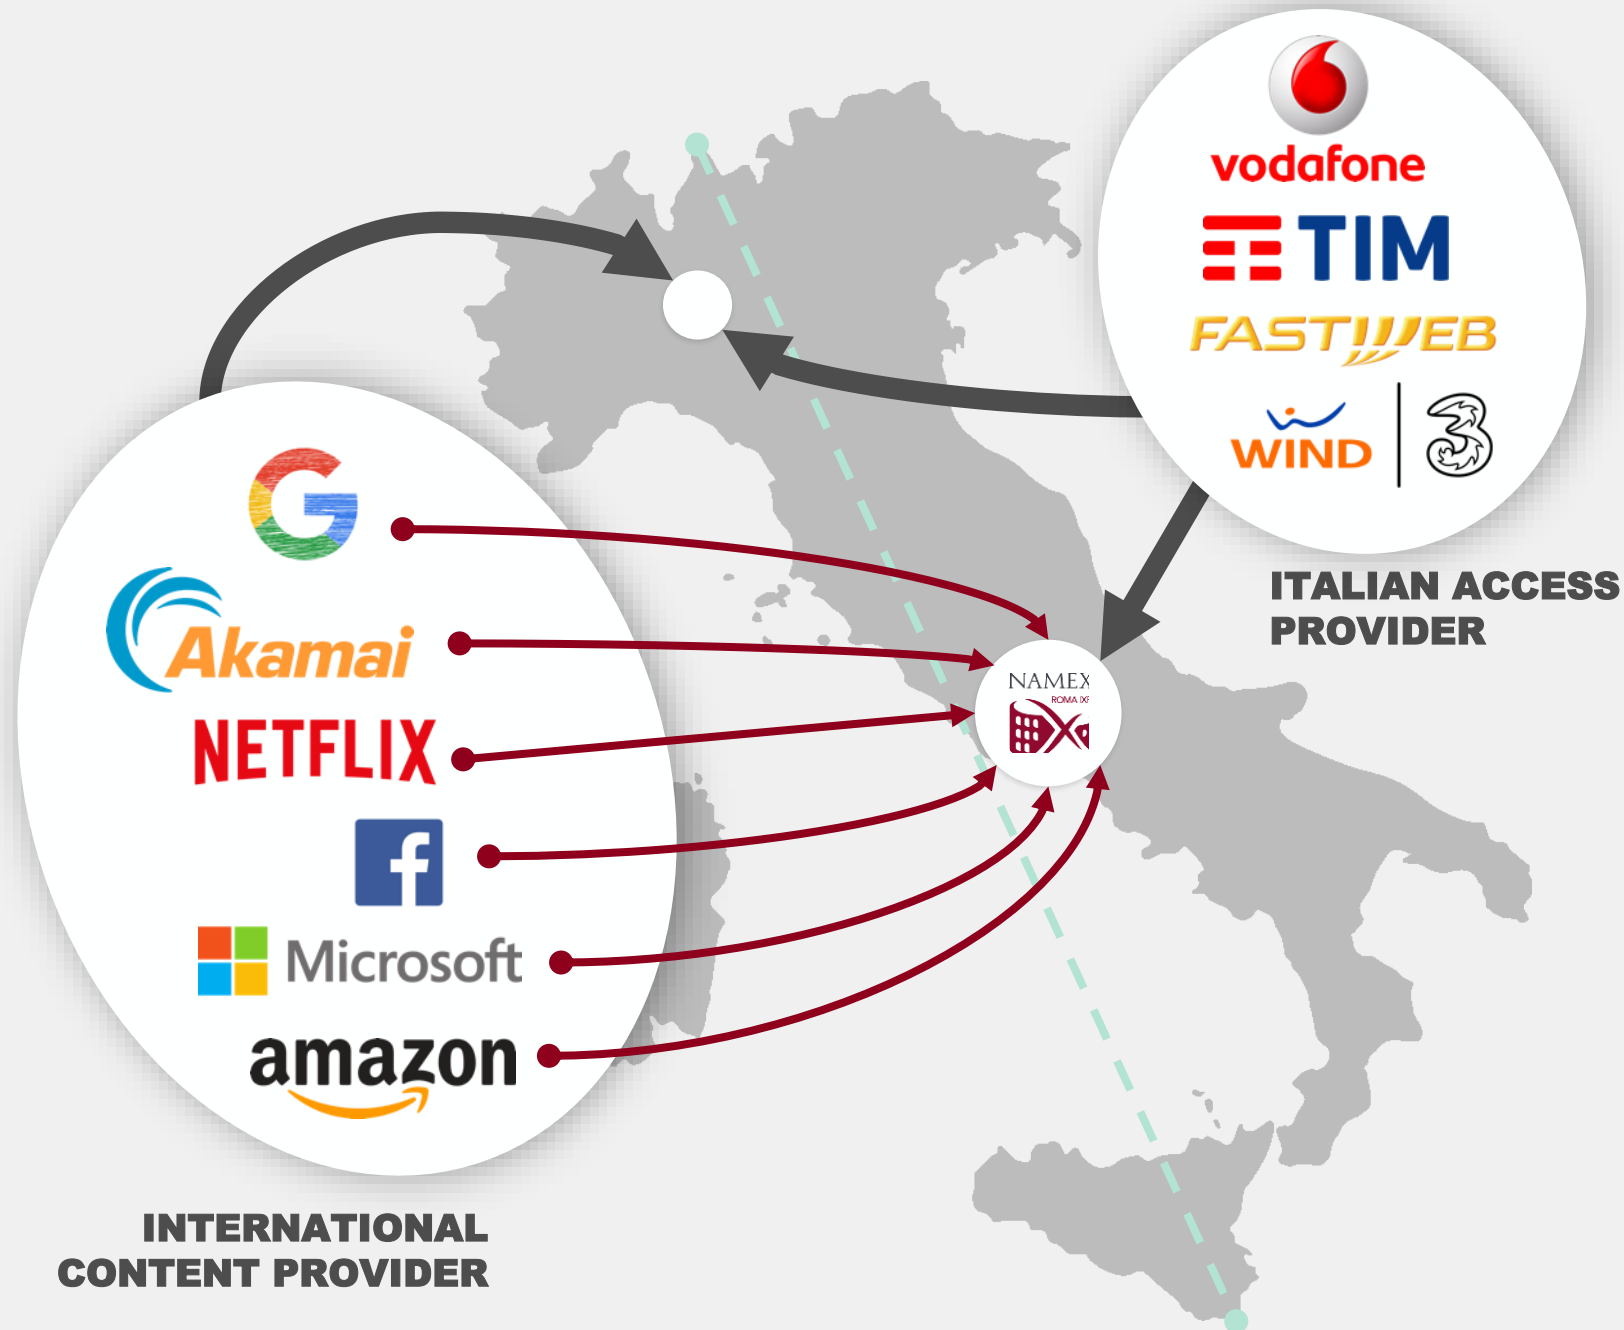 vodafone
TIM
FASTWEB
WIND 3
ITALIAN ACCESS
PROVIDER
G
Akamai
NETFLIX
f
Microsoft
amazon
NAMEX
ROMA IXP
INTERNATIONAL
CONTENT PROVIDER